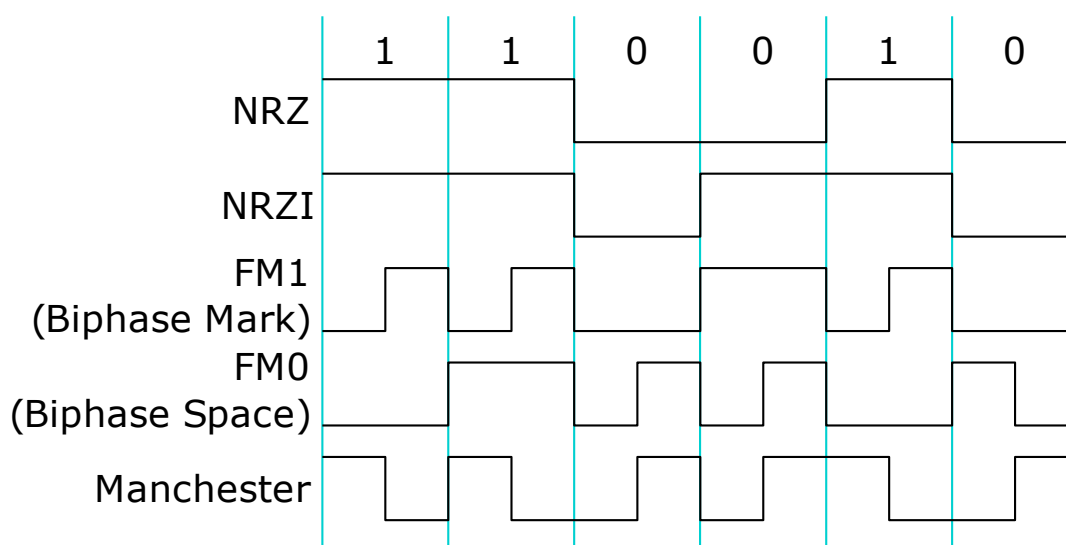 1 1 0 0 1 0
NRZ
NRZI
FM1
(Biphase Mark)
FM0
(Biphase Space)
Manchester